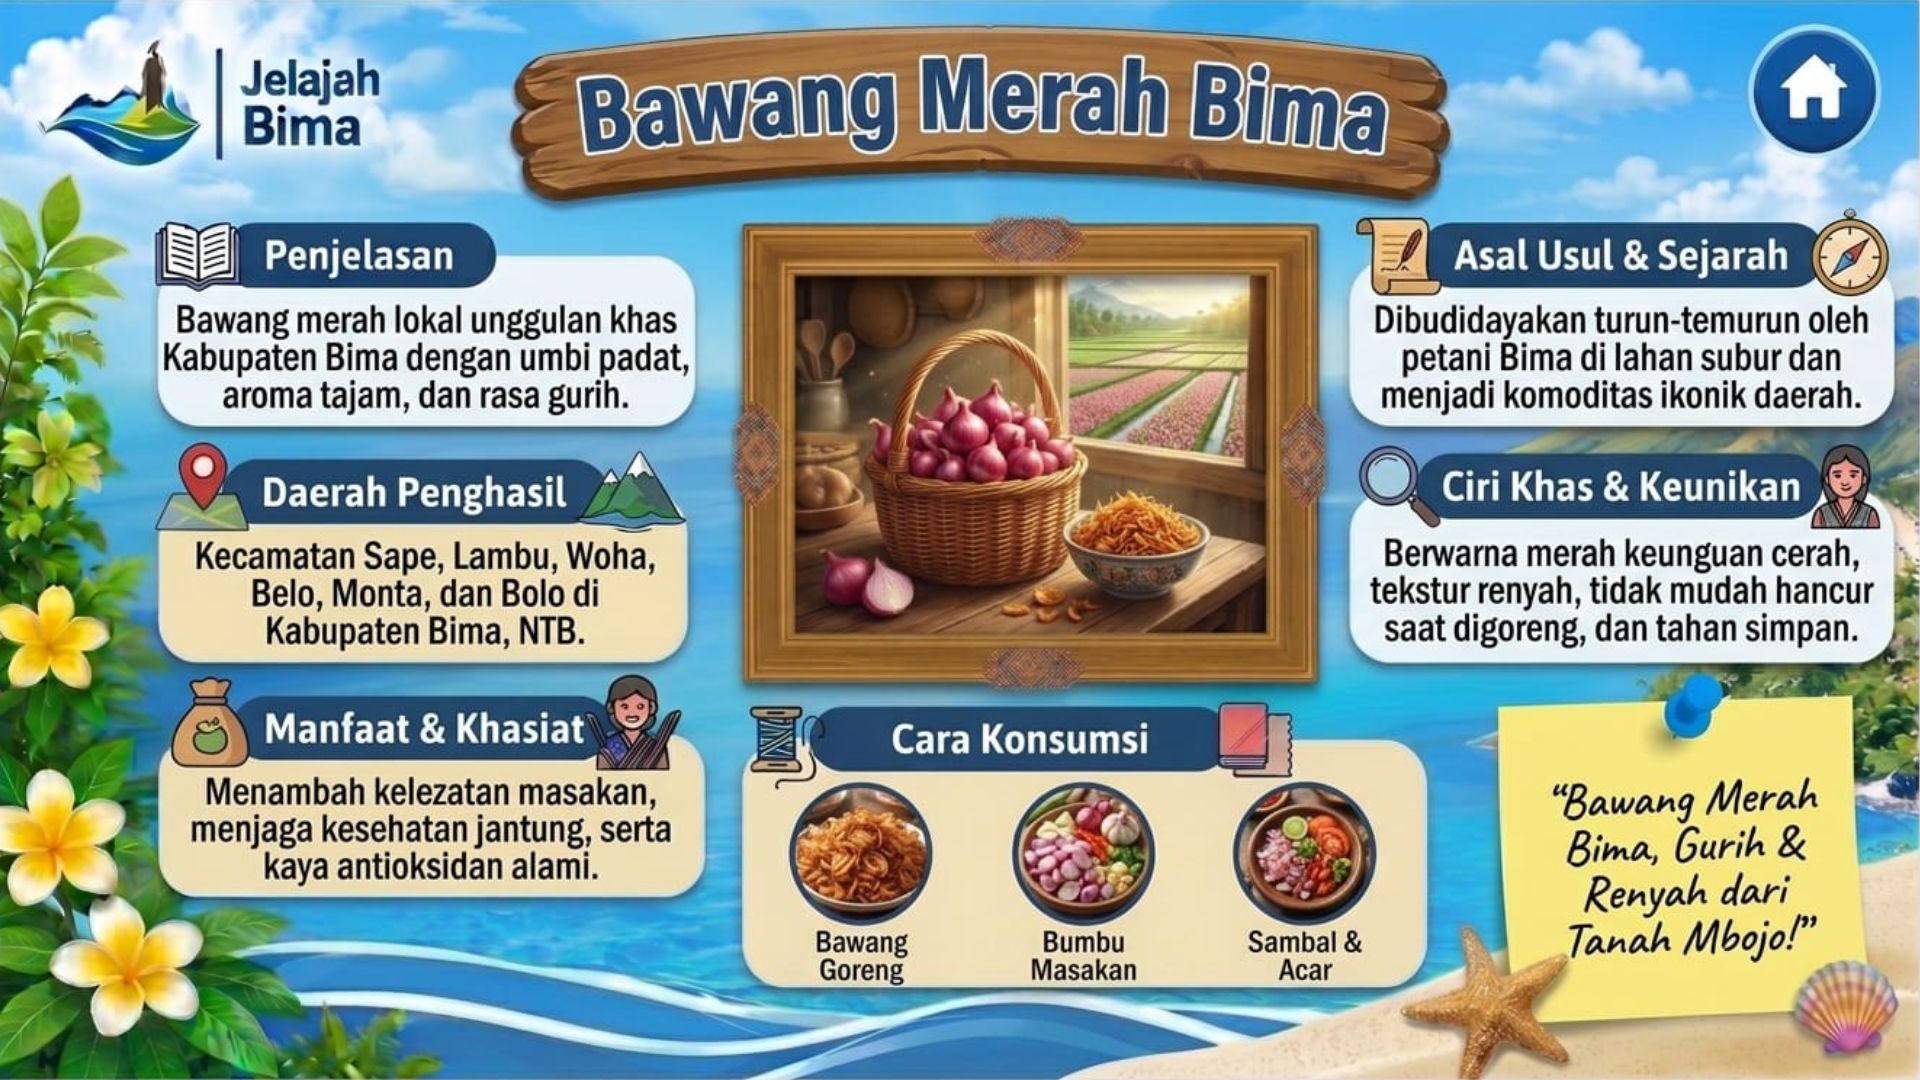 Jelajah
Bima
Bawang Merah Bima
Penjelasan
Bawang merah lokal unggulan khas
Kabupaten Bima dengan umbi padat,
aroma tajam, dan rasa gurih.
Daerah Penghasil
Kecamatan Sape, Lambu, Woha,
Belo, Monta, dan Bolo di
Kabupaten Bima, NTB.
Manfaat & Khasiat
Menambah kelezatan masakan,
menjaga kesehatan jantung, serta
kaya antioksidan alami.
Cara Konsumsi
Bawang
Goreng
Bumbu
Masakan
Sambal &
Acar
Asal Usul & Sejarah
Dibudidayakan turun-temurun oleh
petani Bima di lahan subur dan
menjadi komoditas ikonik daerah.
Ciri Khas & Keunikan
Berwarna merah keunguan cerah,
tekstur renyah, tidak mudah hancur
saat digoreng, dan tahan simpan.
“Bawang Merah
Bima, Gurih &
Renyah dari
Tanah Mbojo!”